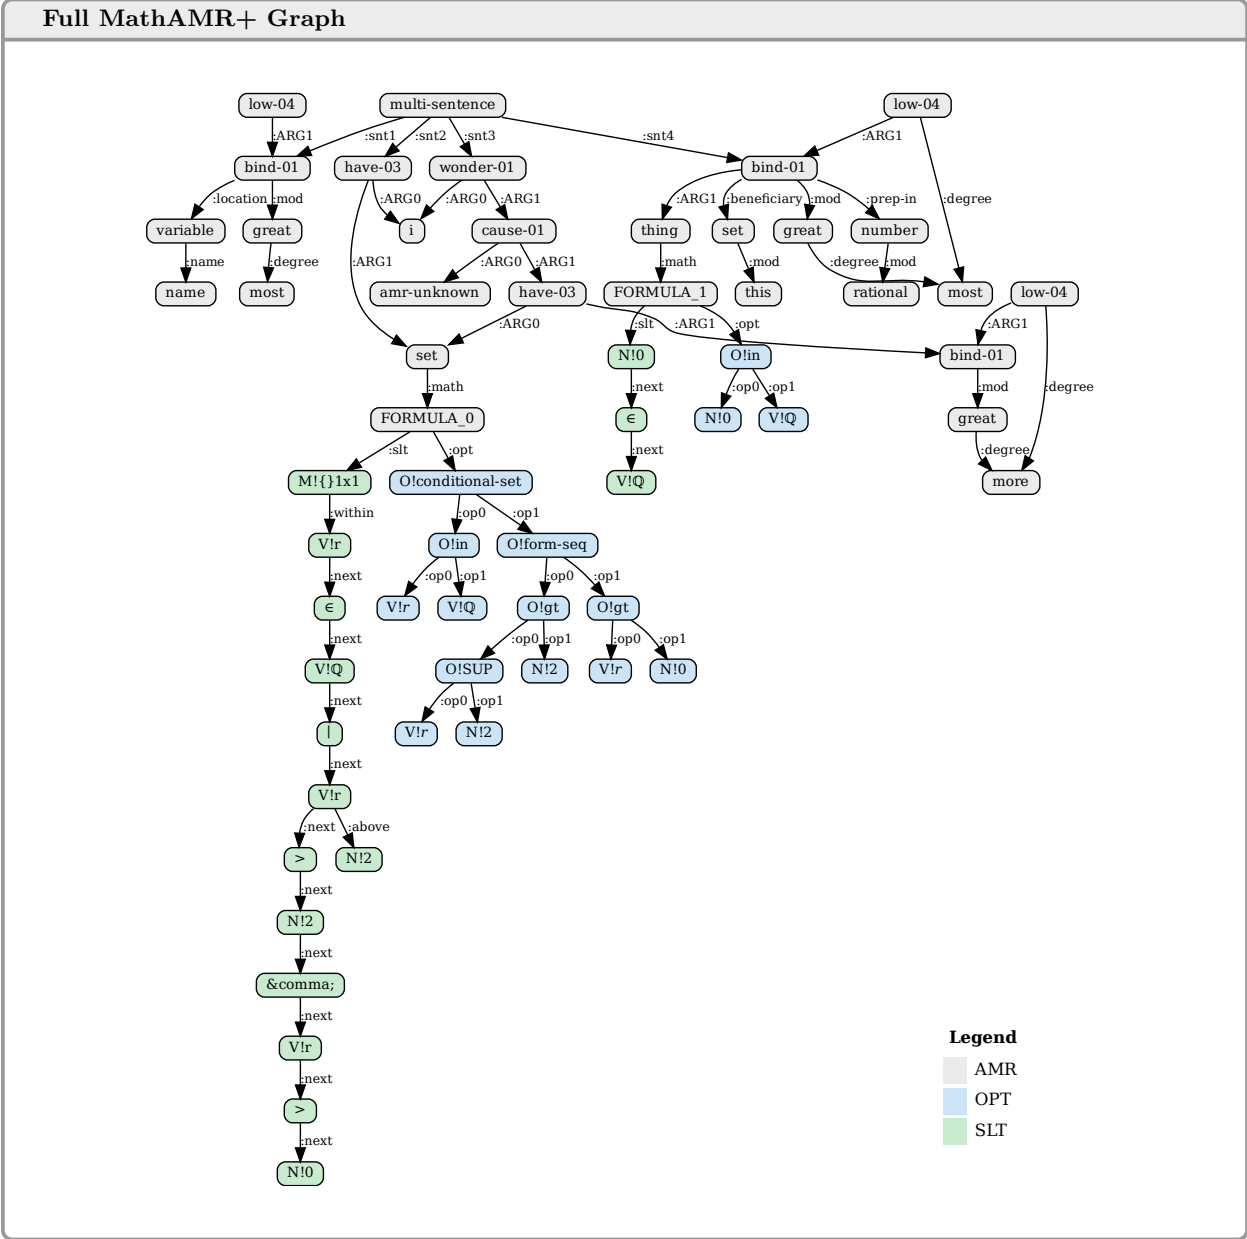 Full MathAMR+ Graph
low-04 multi-sentence low-04
:ARG1 :snt1 :snt2 :snt3 :snt4 :ARG1
bind-01 have-03 wonder-01 bind-01
:location :mod :ARG0 :ARG0 :ARG1 :ARG1 :beneficiary :mod :prep-in :degree
variable great i cause-01 thing set great number
:name :degree :ARG1 :ARG0 :ARG1 :math :mod :degree :mod
name most amr-unknown have-03 FORMULA_1 this rational most low-04
:ARG0 :slt :ARG1 :opt :ARG1
set N!0 O!in bind-01
:math :next :op0 :op1 :mod :degree
FORMULA_0 ∈ N!0 V!ℚ great
:slt :opt :next :degree
M!{}1x1 O!conditional-set V!ℚ more
:within :op0 :op1
V!r O!in O!form-seq
:next :op0 :op1 :op0 :op1
∈ V!r V!ℚ O!gt O!gt
:next :op0 :op1 :op0 :op1
V!ℚ O!SUP N!2 V!r N!0
:next :op0 :op1
| V!r N!2
:next
V!r
:next :above
> N!2
:next
N!2
:next
&comma;
:next
V!r
:next
>
:next
N!0
Legend
AMR
OPT
SLT